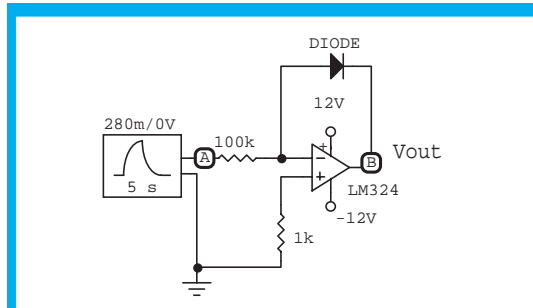 DIODE
12V
280m/0V
A
100k
+
−
+
B
Vout
LM324
5 s
-12V
1k